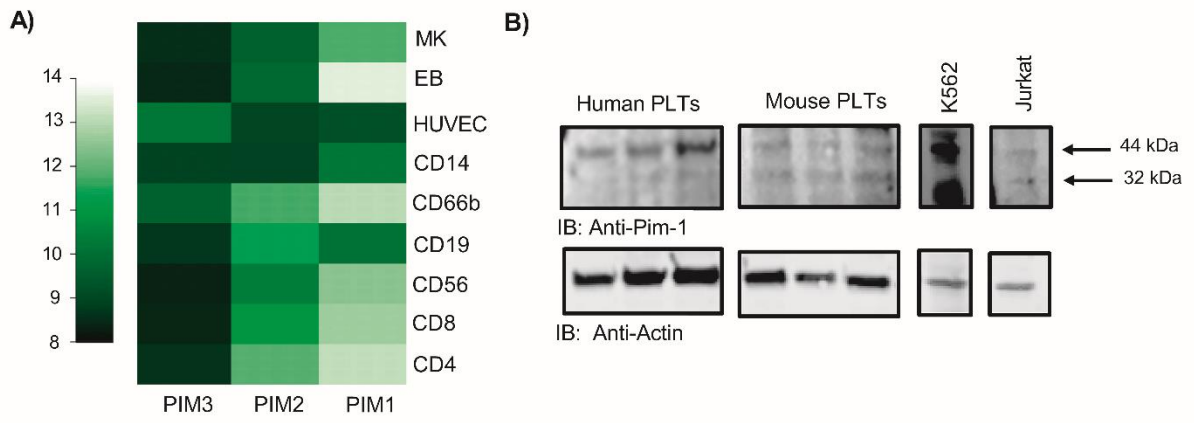 A)
14
13
12
11
10
9
8
MK
EB
HUVEC
CD14
CD66b
CD19
CD56
CD8
CD4
PIM3 PIM2 PIM1
B)
Human PLTs Mouse PLTs K562 Jurkat
44 kDa
32 kDa
IB: Anti-Pim-1
IB: Anti-Actin